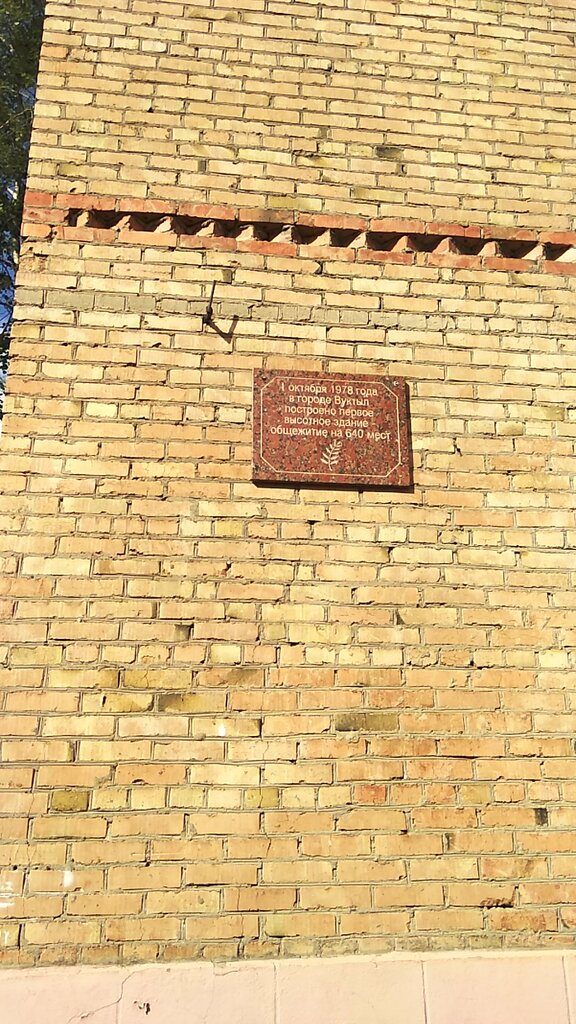 1 октября 1978 года
в городе Вуктыл
построено первое
высотное здание -
общежитие на 640 мест